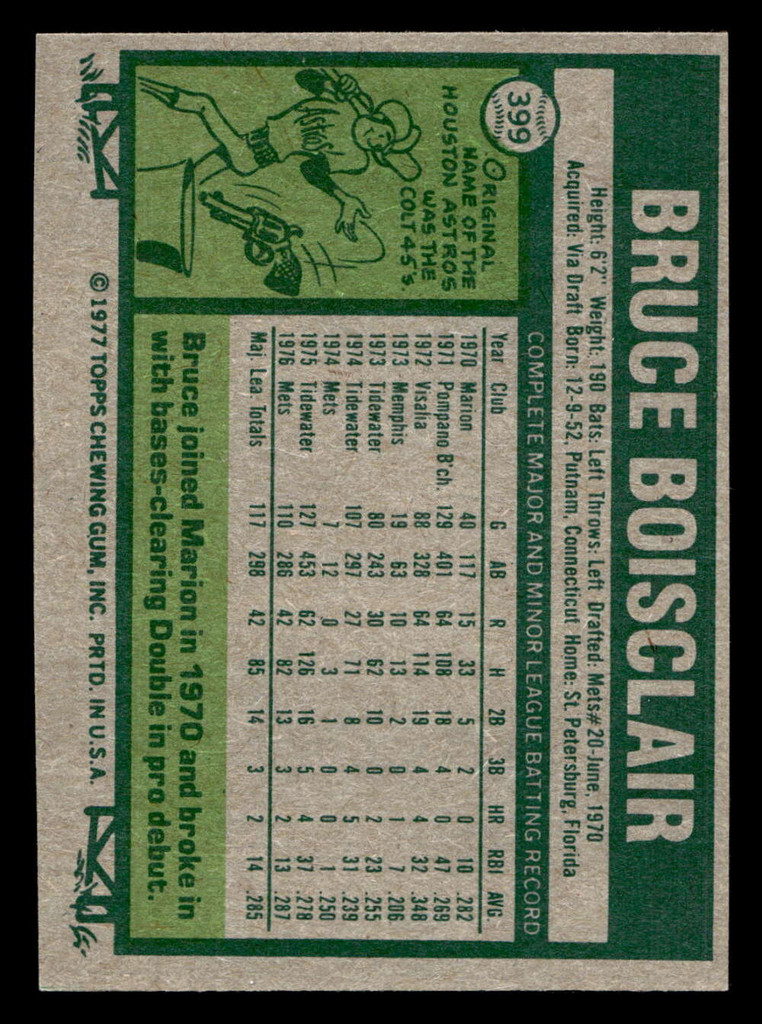 399
BRUCE BOISCLAIR
Height: 6'2" Weight: 190 Bats: Left Throws: Left Drafted: Mets #20-June, 1970
Acquired: Via Draft Born: 12-9-52, Putnam, Connecticut Home: St. Petersburg, Florida
COMPLETE MAJOR AND MINOR LEAGUE BATTING RECORD
Year Club G AB R H 2B 3B HR RBI AVG.
1970 Marion 40 117 15 33 5 2 0 10 .282
1971 Pompano B'ch. 129 401 64 108 18 4 0 47 .269
1972 Visalia 88 328 64 114 19 4 4 32 .348
1973 Memphis 19 63 10 13 2 0 1 7 .206
1973 Tidewater 80 243 30 62 10 0 2 23 .255
1974 Tidewater 107 297 27 71 8 4 5 31 .239
1974 Mets 7 12 0 3 1 0 0 1 .250
1975 Tidewater 127 453 62 126 16 5 4 37 .278
1976 Mets 110 286 42 82 13 3 2 13 .287
Maj. Lea Totals 117 298 42 85 14 3 2 14 .285
ORIGINAL
NAME OF THE
HOUSTON ASTROS
WAS THE
COLT 45's.
Astros
Bruce joined Marion in 1970 and broke in
with bases-clearing Double in pro debut.
© 1977 TOPPS CHEWING GUM, INC. PRTD. IN U.S.A.